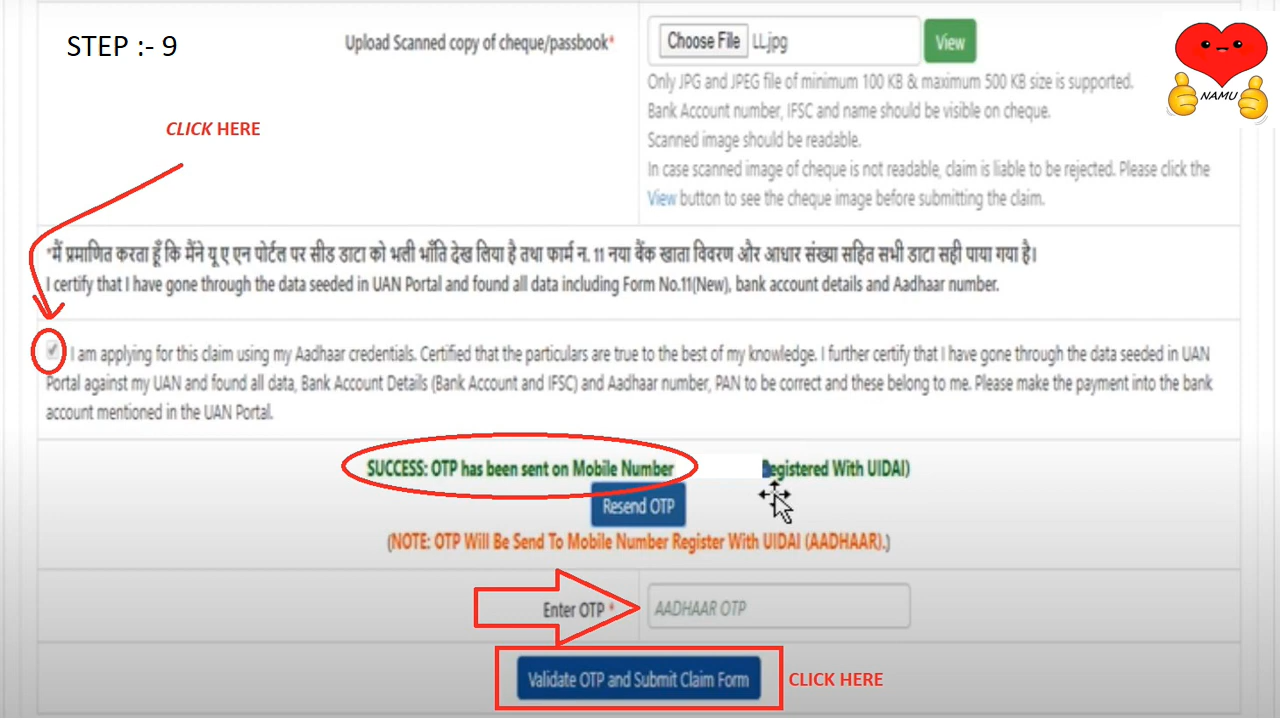 STEP :- 9
Upload Scanned copy of cheque/passbook*
Choose File LL.jpg
View
NAMU
Only JPG and JPEG file of minimum 100 KB & maximum 500 KB size is supported.
Bank Account number, IFSC and name should be visible on cheque.
Scanned image should be readable.
In case scanned image of cheque is not readable, claim is liable to be rejected. Please click the
View button to see the cheque image before submitting the claim.
CLICK HERE
*मैं प्रमाणित करता हूँ कि मैंने यू ए एन पोर्टल पर सीड डाटा को भली भाँति देख लिया है तथा फार्म न. 11 नया बैंक खाता विवरण और आधार संख्या सहित सभी डाटा सही पाया गया है।
I certify that I have gone through the data seeded in UAN Portal and found all data including Form No.11(New), bank account details and Aadhaar number.
I am applying for this claim using my Aadhaar credentials. Certified that the particulars are true to the best of my knowledge. I further certify that I have gone through the data seeded in UAN
Portal against my UAN and found all data, Bank Account Details (Bank Account and IFSC) and Aadhaar number, PAN to be correct and these belong to me. Please make the payment into the bank
account mentioned in the UAN Portal.
SUCCESS: OTP has been sent on Mobile Number Registered With UIDAI)
Resend OTP
(NOTE: OTP Will Be Send To Mobile Number Register With UIDAI (AADHAAR).)
Enter OTP *
AADHAAR OTP
Validate OTP and Submit Claim Form
CLICK HERE